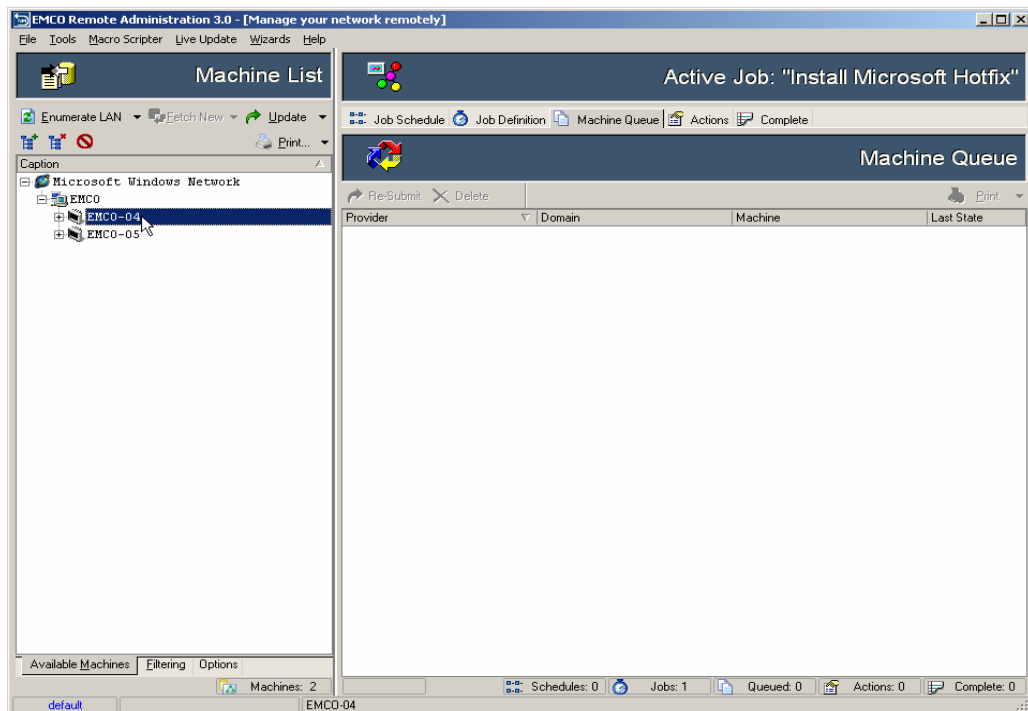 EMCO Remote Administration 3.0 - [Manage your network remotely]
File Tools Macro Scripter Live Update Wizards Help
Machine List
Active Job: "Install Microsoft Hotfix"
Enumerate LAN Fetch New Update
Job Schedule Job Definition Machine Queue Actions Complete
Print...
Machine Queue
Caption
Microsoft Windows Network
Re-Submit Delete Print
EMCO
EMCO-04
Provider Domain Machine Last State
EMCO-05
Available Machines Filtering Options
Machines: 2
Schedules: 0 Jobs: 1 Queued: 0 Actions: 0 Complete: 0
default EMCO-04